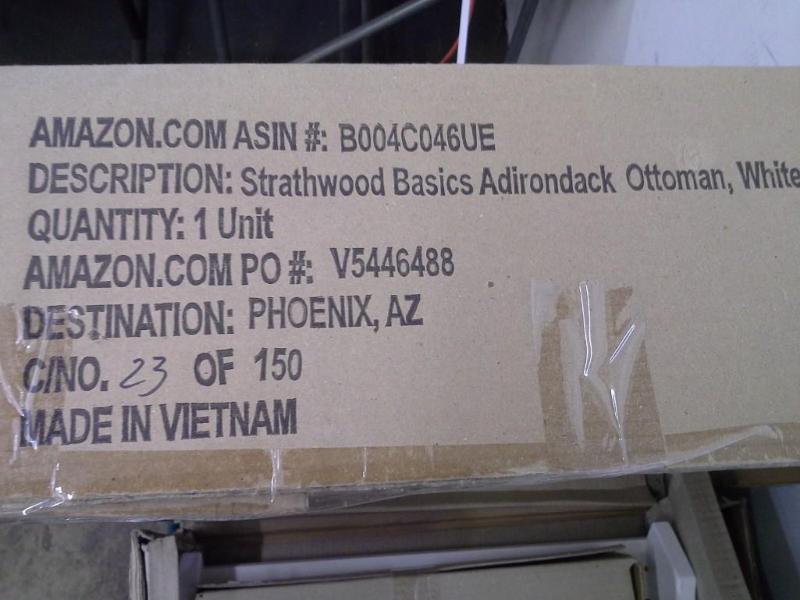 AMAZON.COM ASIN #: B004C046UE
DESCRIPTION: Strathwood Basics Adirondack Ottoman, White
QUANTITY: 1 Unit
AMAZON.COM PO #: V5446488
DESTINATION: PHOENIX, AZ
C/NO. 23 OF 150
MADE IN VIETNAM